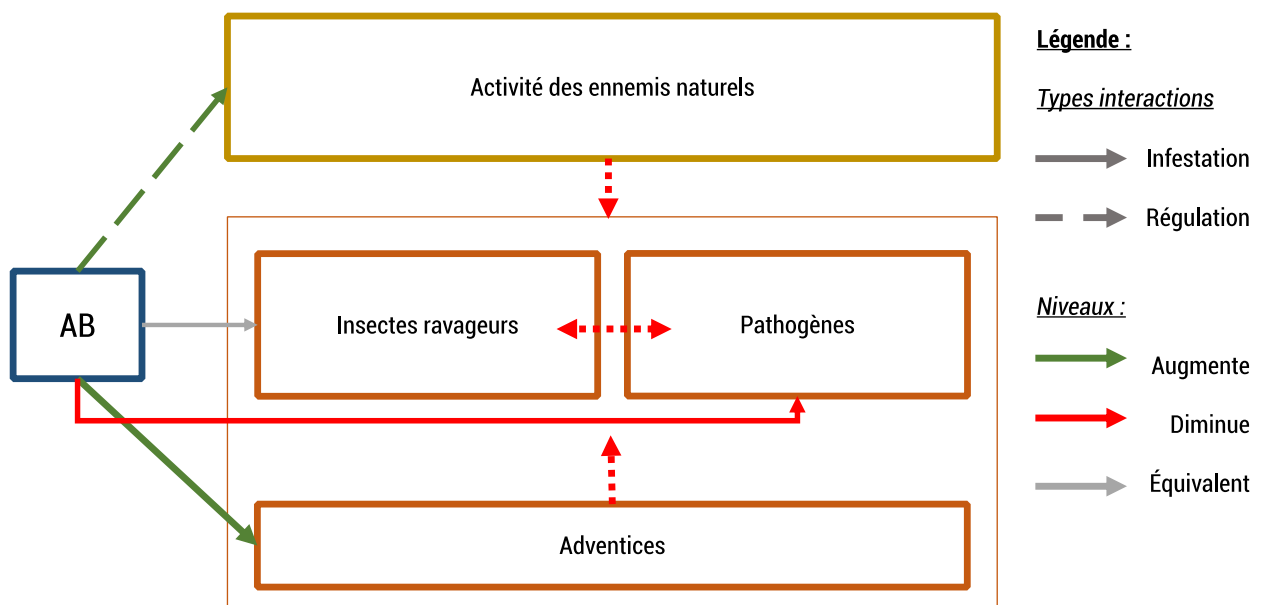 Activité des ennemis naturels
AB
Insectes ravageurs
Pathogènes
Adventices
Légende :
Types interactions
Infestation
Régulation
Niveaux :
Augmente
Diminue
Équivalent